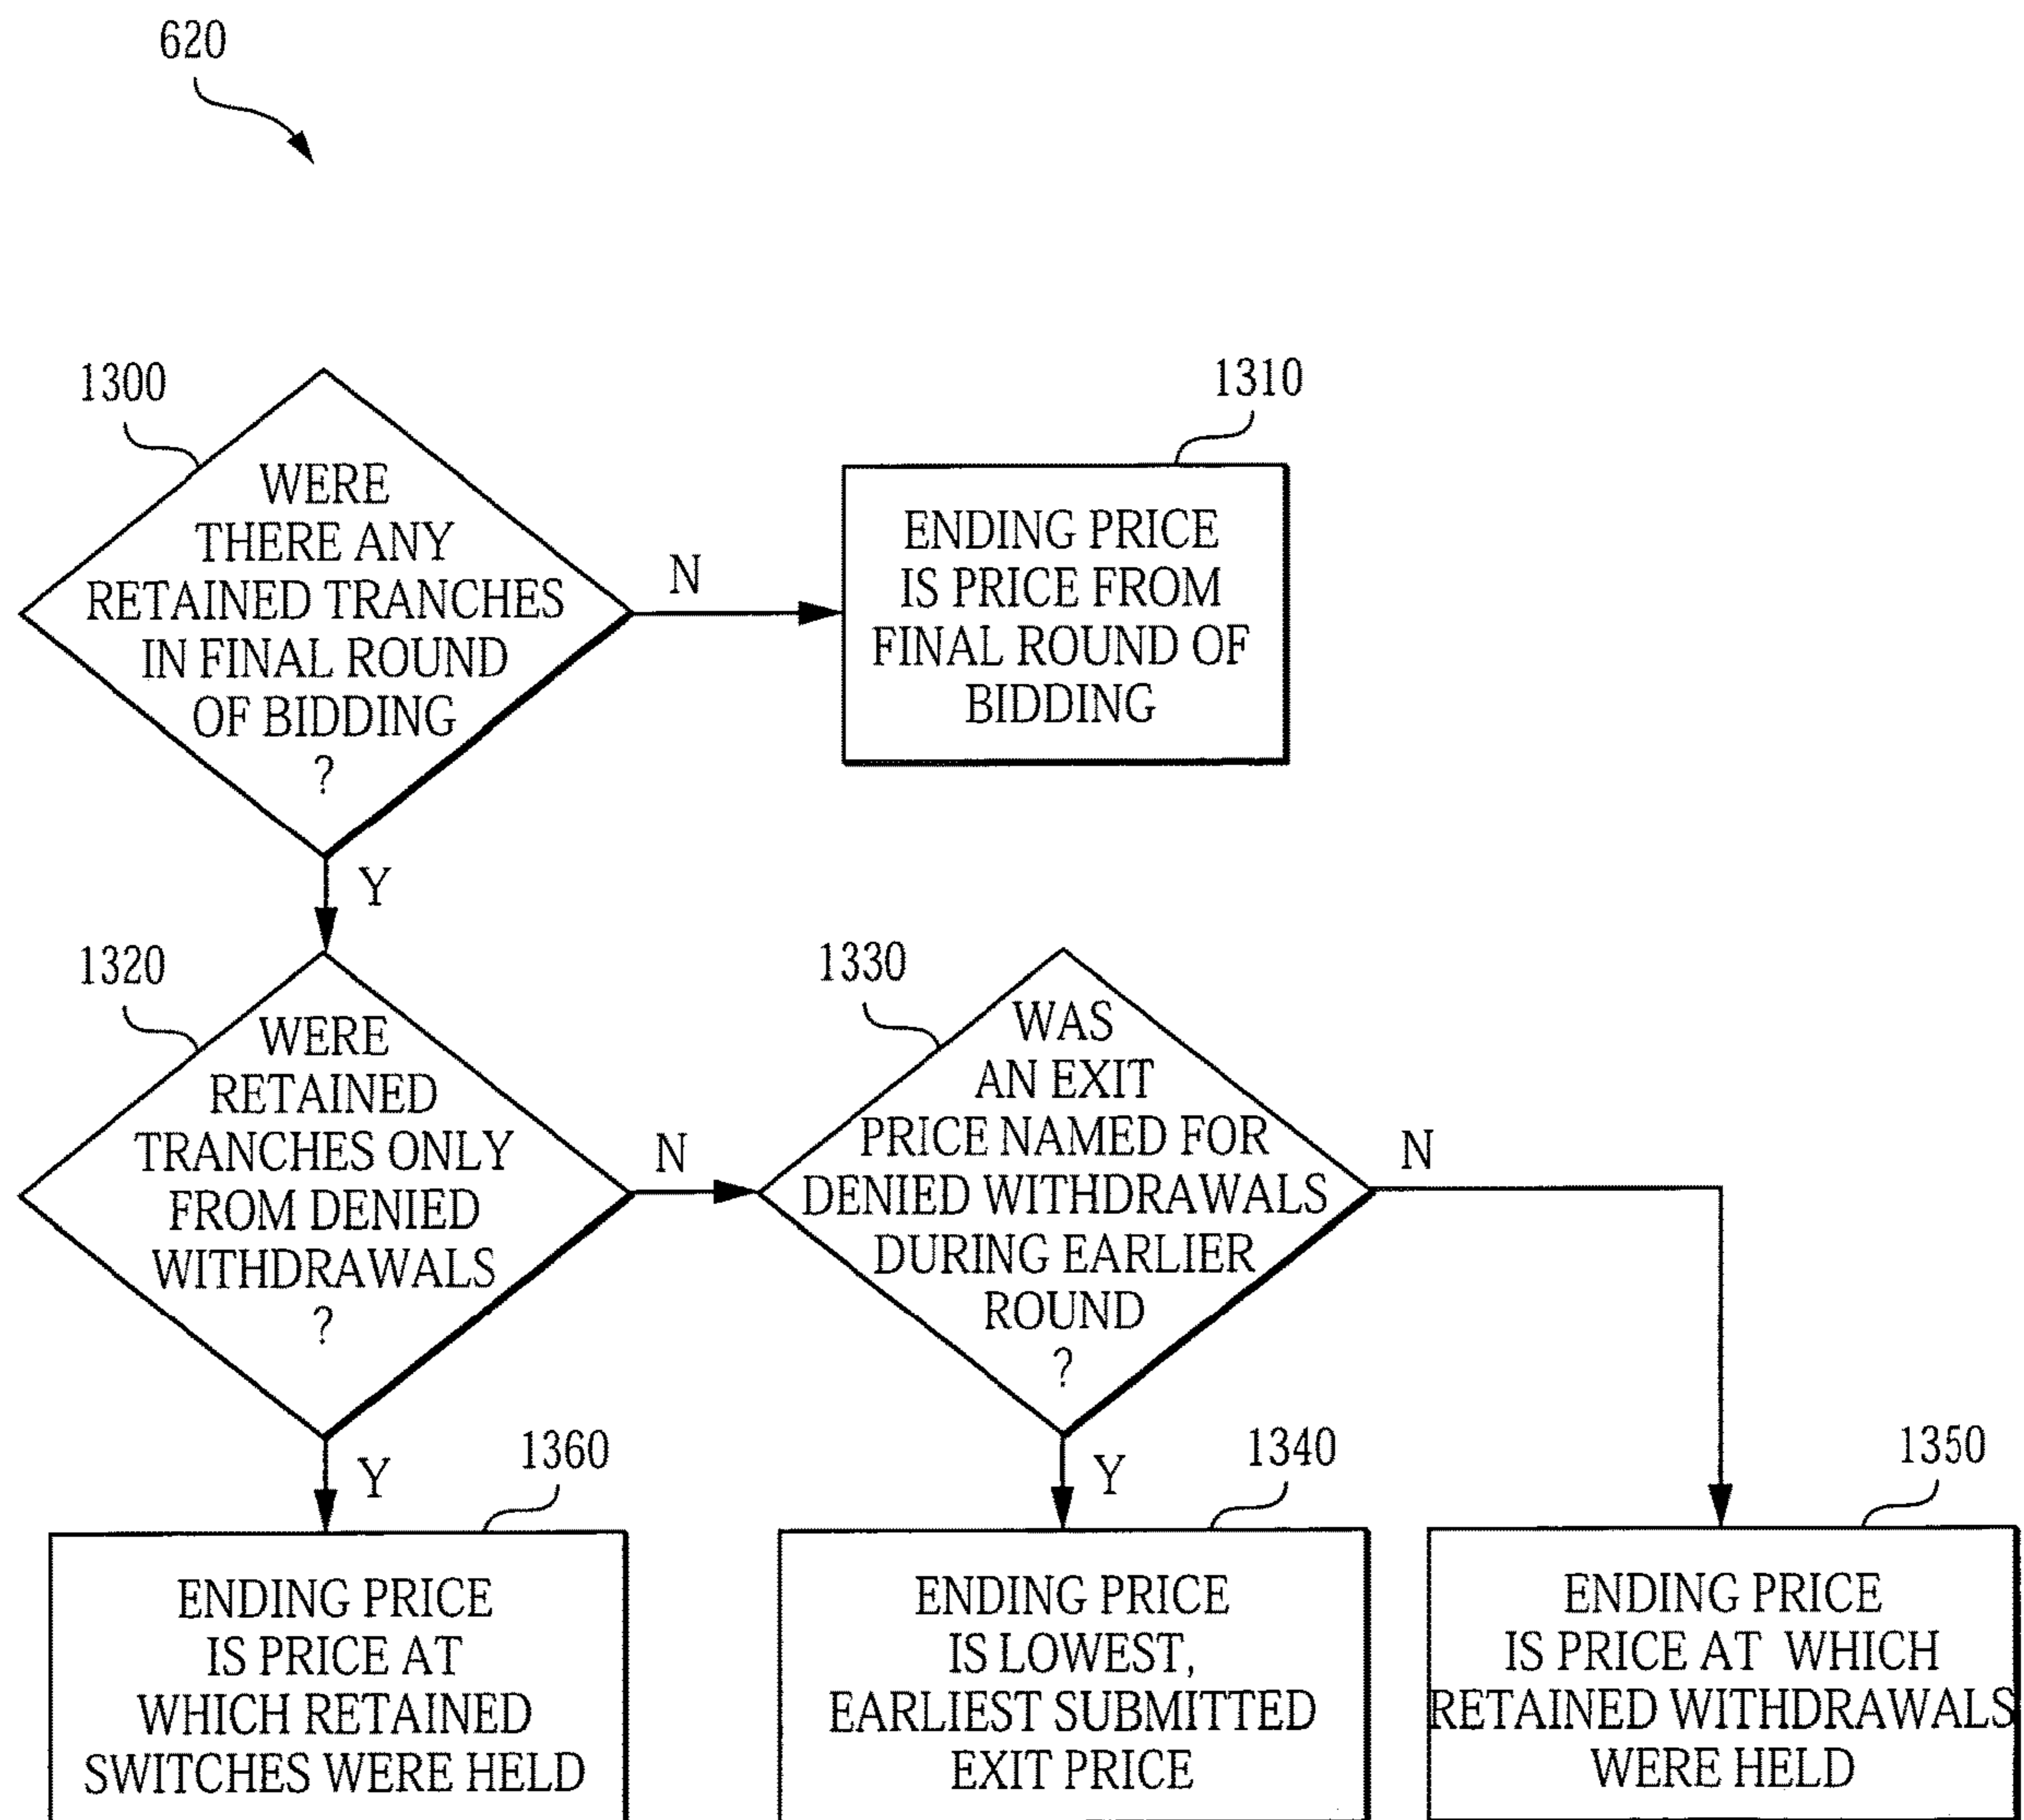 620
1300
WERE
THERE ANY
RETAINED TRANCHES
IN FINAL ROUND
OF BIDDING
?
N
1310
ENDING PRICE
IS PRICE FROM
FINAL ROUND OF
BIDDING
Y
1320
WERE
RETAINED
TRANCHES ONLY
FROM DENIED
WITHDRAWALS
?
N
1330
WAS
AN EXIT
PRICE NAMED FOR
DENIED WITHDRAWALS
DURING EARLIER
ROUND
?
N
Y
1360
ENDING PRICE
IS PRICE AT
WHICH RETAINED
SWITCHES WERE HELD
Y
1340
ENDING PRICE
IS LOWEST,
EARLIEST SUBMITTED
EXIT PRICE
1350
ENDING PRICE
IS PRICE AT WHICH
RETAINED WITHDRAWALS
WERE HELD